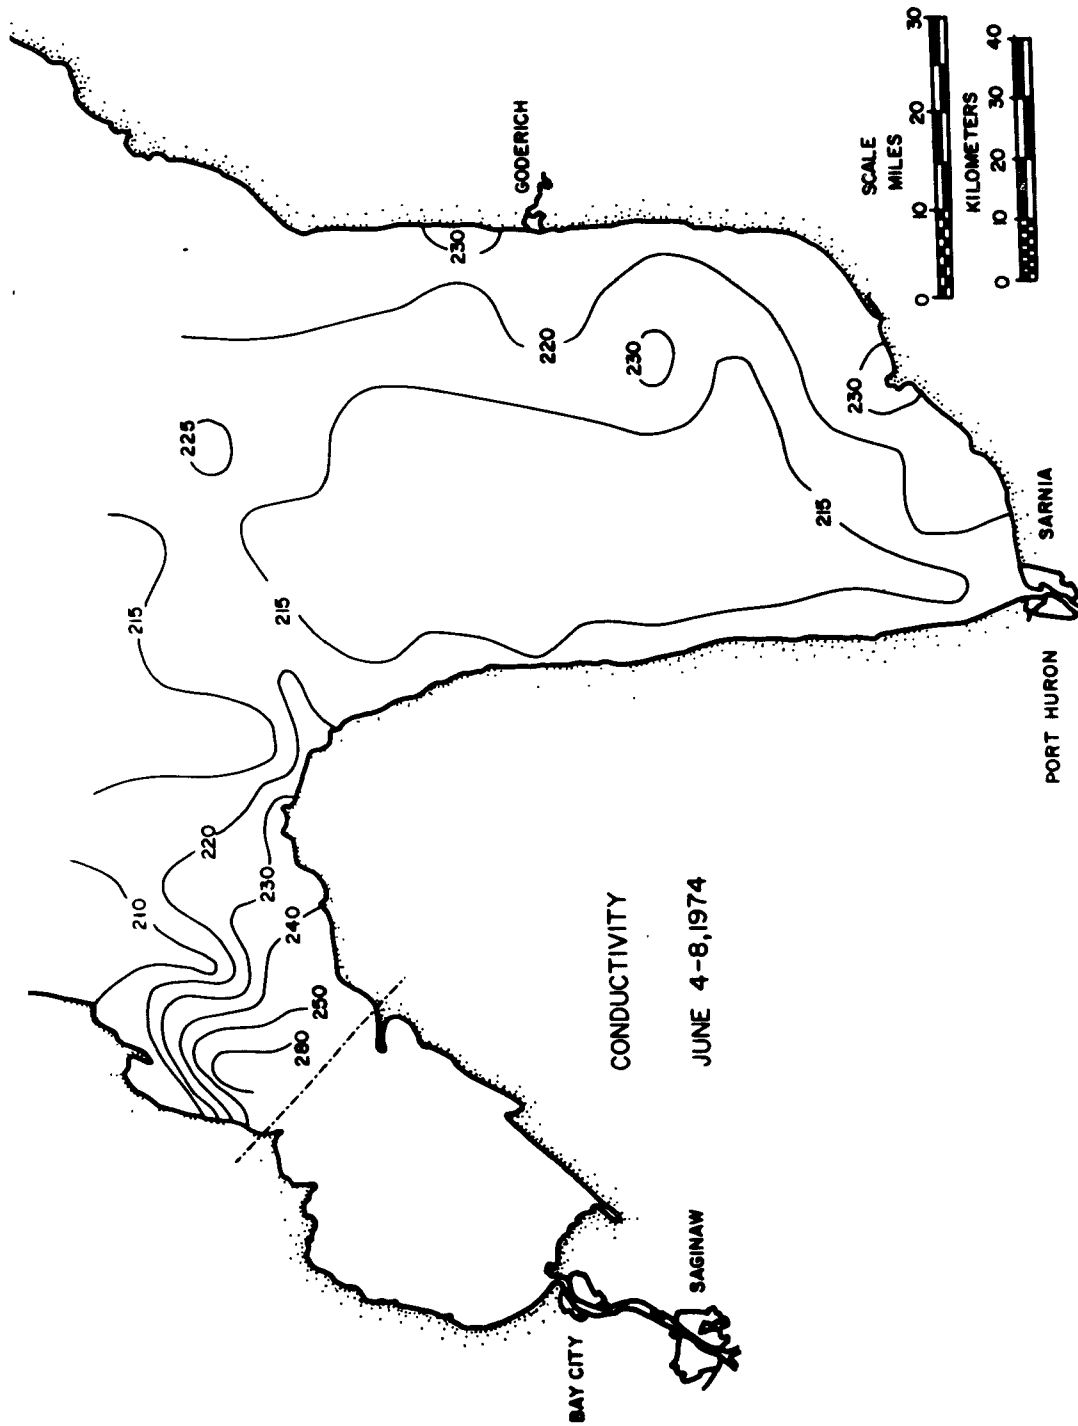 215
210
225
220
230
215
240
280
250
230
GODERICH
220
BAY CITY
CONDUCTIVITY
230
SAGINAW
JUNE 4-8,1974
215
230
SCALE
MILES
0 10 20 30
KILOMETERS
0 10 20 30 40
PORT HURON
SARNIA